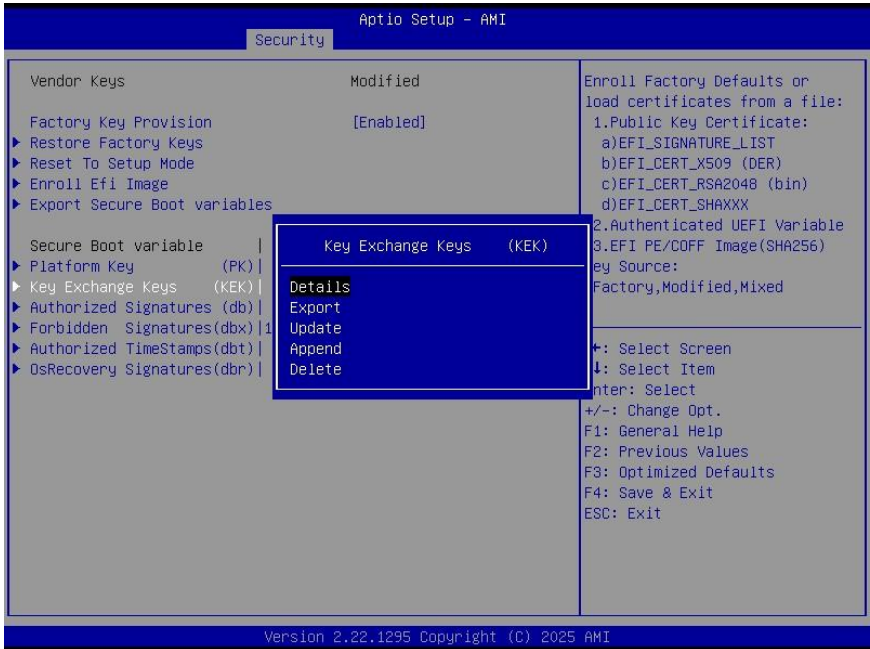 Aptio Setup - AMI
Security
Vendor Keys Modified
Factory Key Provision [Enabled]
Restore Factory Keys
Reset To Setup Mode
Enroll Efi Image
Export Secure Boot variables
Secure Boot variable |
Platform Key (PK)|
Key Exchange Keys (KEK)|
Authorized Signatures (db)|
Forbidden Signatures(dbx)|1
Authorized TimeStamps(dbt)|
OsRecovery Signatures(dbr)|
Key Exchange Keys (KEK)
Details
Export
Update
Append
Delete
Enroll Factory Defaults or
load certificates from a file:
1.Public Key Certificate:
a)EFI_SIGNATURE_LIST
b)EFI_CERT_X509 (DER)
c)EFI_CERT_RSA2048 (bin)
d)EFI_CERT_SHAXXX
2.Authenticated UEFI Variable
3.EFI PE/COFF Image(SHA256)
ey Source:
Factory,Modified,Mixed
: Select Screen
: Select Item
nter: Select
+/-: Change Opt.
F1: General Help
F2: Previous Values
F3: Optimized Defaults
F4: Save & Exit
ESC: Exit
Version 2.22.1295 Copyright (C) 2025 AMI